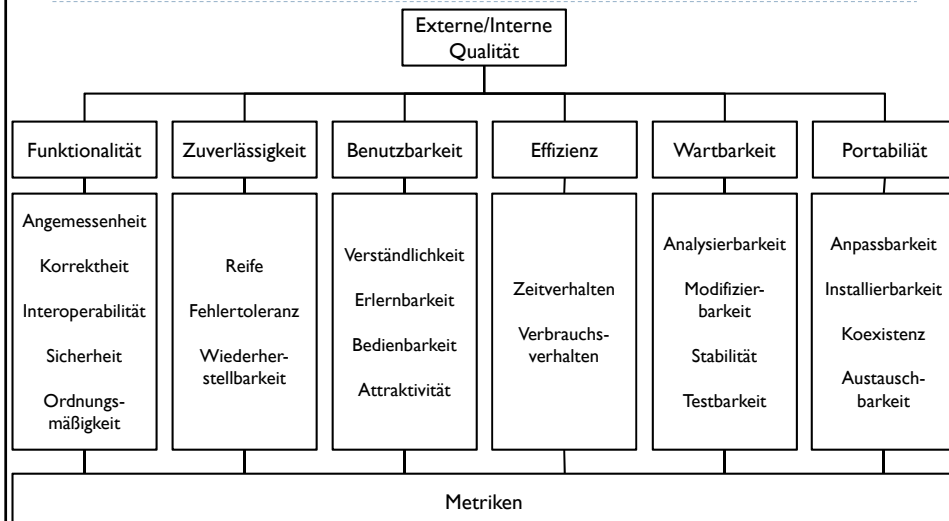 Externe/Interne
Qualität
Funktionalität
Zuverlässigkeit
Benutzbarkeit
Effizienz
Wartbarkeit
Portabiliät
Angemessenheit
Korrektheit
Interoperabilität
Sicherheit
Ordnungs-
mäßigkeit
Reife
Fehlertoleranz
Wiederher-
stellbarkeit
Verständlichkeit
Erlernbarkeit
Bedienbarkeit
Attraktivität
Zeitverhalten
Verbrauchs-
verhalten
Analysierbarkeit
Modifizier-
barkeit
Stabilität
Testbarkeit
Anpassbarkeit
Installierbarkeit
Koexistenz
Austausch-
barkeit
Metriken